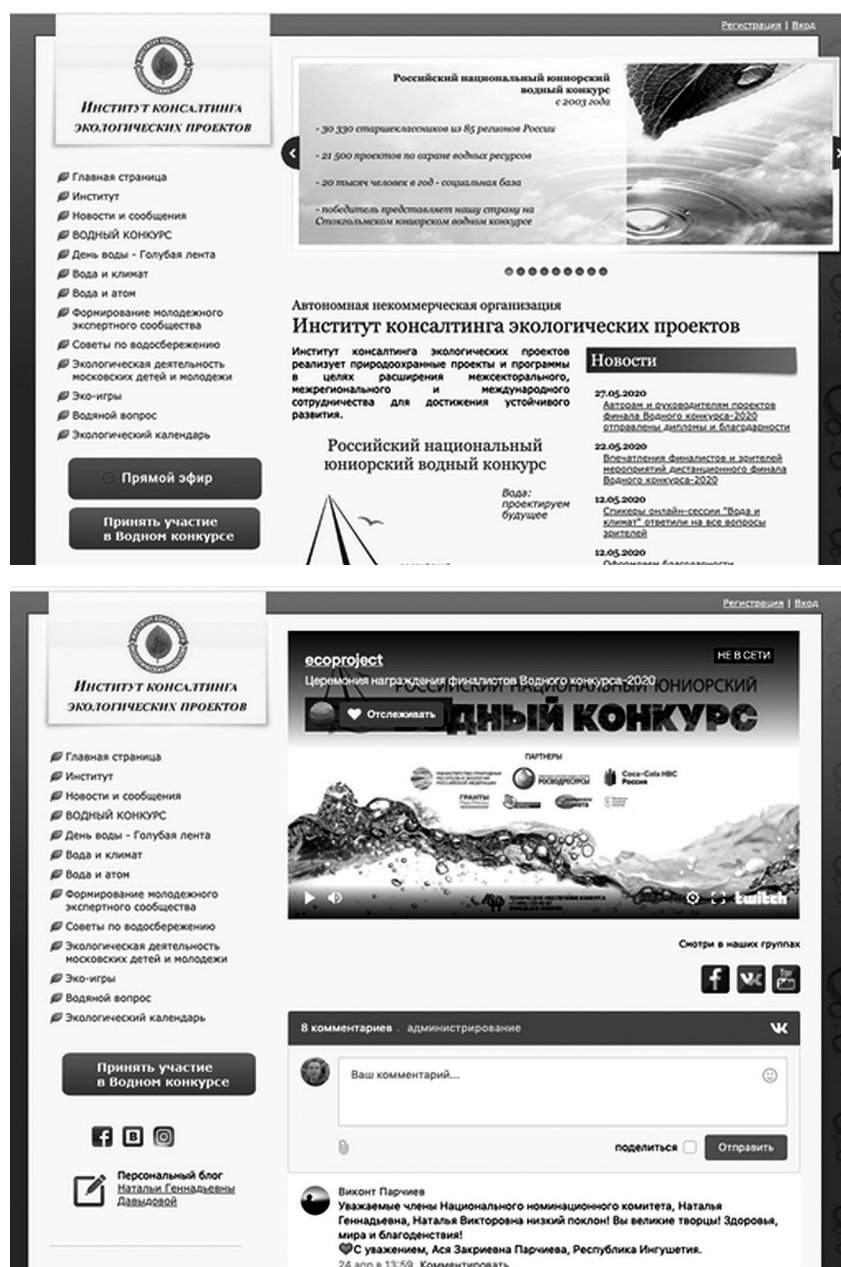 Регистрация | Вход
Институт консалтинга
экологических проектов
Российский национальный юниорский
водный конкурс
с 2003 года
- 30 330 старшеклассников из 85 регионов России
- 21 500 проектов по охране водных ресурсов
- 20 тысяч человек в год - социальная база
- победитель представляет нашу страну на
Стокгольмском юниорском водном конкурсе
Главная страница
Институт
Новости и сообщения
ВОДНЫЙ КОНКУРС
День воды - Голубая лента
Вода и климат
Вода и атом
Формирование молодежного
экспертного сообщества
Советы по водосбережению
Экологическая деятельность
московских детей и молодежи
Эко-игры
Водяной вопрос
Экологический календарь
Прямой эфир
Принять участие
в Водном конкурсе
Автономная некоммерческая организация
Институт консалтинга экологических проектов
Институт консалтинга экологических проектов
реализует природоохранные проекты и программы
в целях расширения межсекторального,
межрегионального и международного
сотрудничества для достижения устойчивого
развития.
Российский национальный
юниорский водный конкурс
Вода:
проектируем
будущее
Новости
27.05.2020
Авторам и руководителям проектов
финала Водного конкурса-2020
отправлены дипломы и благодарности
22.05.2020
Впечатления финалистов и зрителей
мероприятий дистанционного финала
Водного конкурса-2020
12.05.2020
Спикеры онлайн-сессии "Вода и
климат" ответили на все вопросы
зрителей
12.05.2020
Оформляем благодарности
Регистрация | Вход
Институт консалтинга
экологических проектов
Главная страница
Институт
Новости и сообщения
ВОДНЫЙ КОНКУРС
День воды - Голубая лента
Вода и климат
Вода и атом
Формирование молодежного
экспертного сообщества
Советы по водосбережению
Экологическая деятельность
московских детей и молодежи
Эко-игры
Водяной вопрос
Экологический календарь
Принять участие
в Водном конкурсе
Персональный блог
Натальи Геннадьевны
Давыдовой
ecoproject
НЕ В СЕТИ
Церемония награждения финалистов Водного конкурса-2020
РОССИЙСКИЙ НАЦИОНАЛЬНЫЙ ЮНИОРСКИЙ
Отслеживать
ВОДНЫЙ КОНКУРС
ПАРТНЕРЫ
РОСВОДРЕСУРСЫ
Coca-Cola HBC
Россия
ГРАНТЫ
twitch
Смотри в наших группах
8 комментариев . администрирование
Ваш комментарий...
поделиться
Отправить
Виконт Парчиев
Уважаемые члены Национального номинационного комитета, Наталья
Геннадьевна, Наталья Викторовна низкий поклон! Вы великие творцы! Здоровья,
мира и благоденствия!
С уважением, Ася Закриевна Парчиева, Республика Ингушетия.
24 апр в 13:59 Комментировать